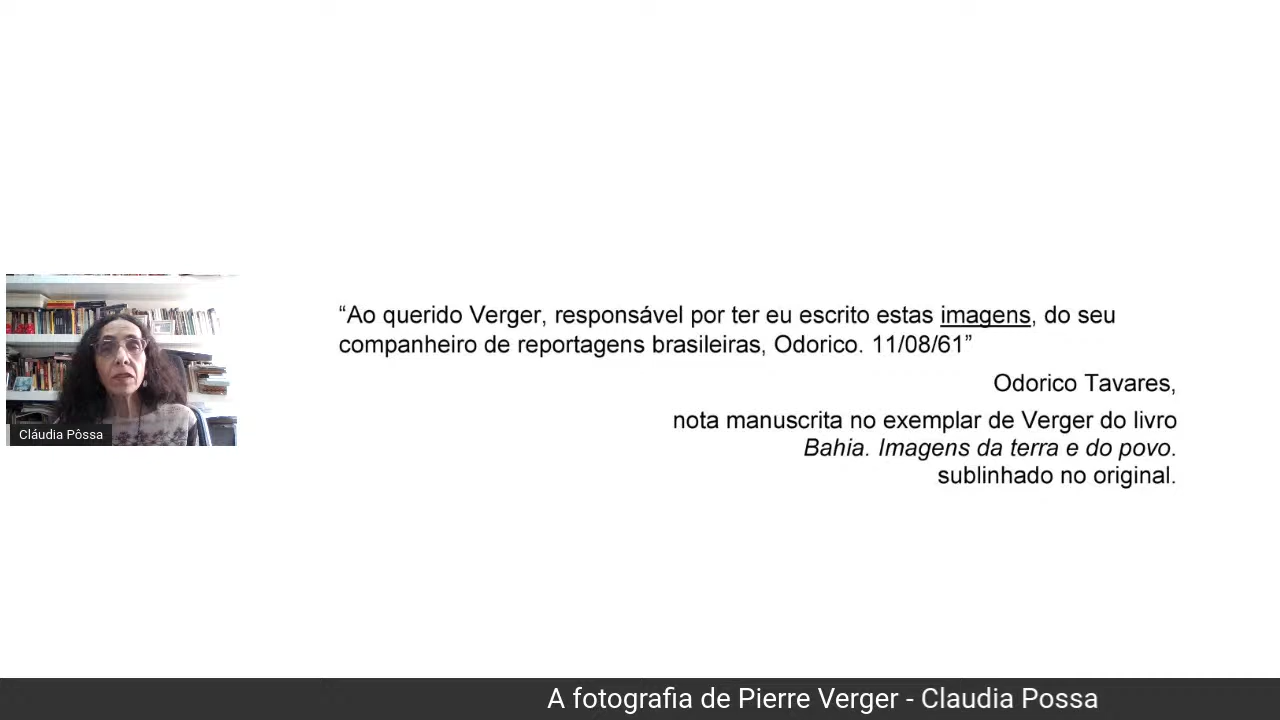 “Ao querido Verger, responsável por ter eu escrito estas imagens, do seu
companheiro de reportagens brasileiras, Odorico. 11/08/61”
Odorico Tavares,
nota manuscrita no exemplar de Verger do livro
Bahia. Imagens da terra e do povo.
sublinhado no original.
Cláudia Pôssa
A fotografia de Pierre Verger - Claudia Possa